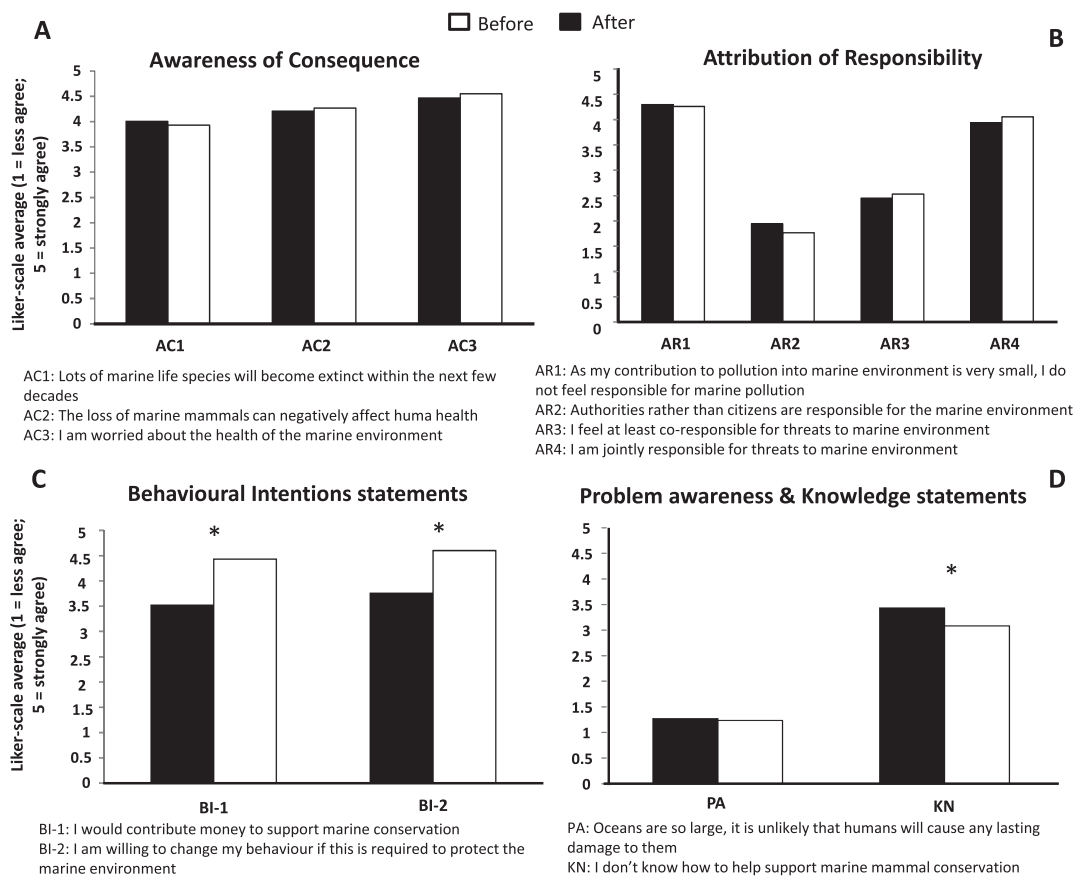 Before After
A
B
Awareness of Consequence
Attribution of Responsibility
Liker-scale average (1 = less agree;
5 = strongly agree)
5
4.5
4
3.5
3
2.5
2
1.5
1
0.5
0
AC1 AC2 AC3
5
4.5
4
3.5
3
2.5
2
1.5
1
0.5
0
AR1 AR2 AR3 AR4
AC1: Lots of marine life species will become extinct within the next few
decades
AC2: The loss of marine mammals can negatively affect huma health
AC3: I am worried about the health of the marine environment
AR1: As my contribution to pollution into marine environment is very small, I do
not feel responsible for marine pollution
AR2: Authorities rather than citizens are responsible for the marine environment
AR3: I feel at least co-responsible for threats to marine environment
AR4: I am jointly responsible for threats to marine environment
C
D
Behavioural Intentions statements
Problem awareness & Knowledge statements
Liker-scale average (1 = less agree;
5 = strongly agree)
5
4.5
4
3.5
3
2.5
2
1.5
1
0.5
0
* *
BI-1 BI-2
5
4.5
4
3.5
3
2.5
2
1.5
1
0.5
0
*
PA KN
BI-1: I would contribute money to support marine conservation
BI-2: I am willing to change my behaviour if this is required to protect the
marine environment
PA: Oceans are so large, it is unlikely that humans will cause any lasting
damage to them
KN: I don’t know how to help support marine mammal conservation